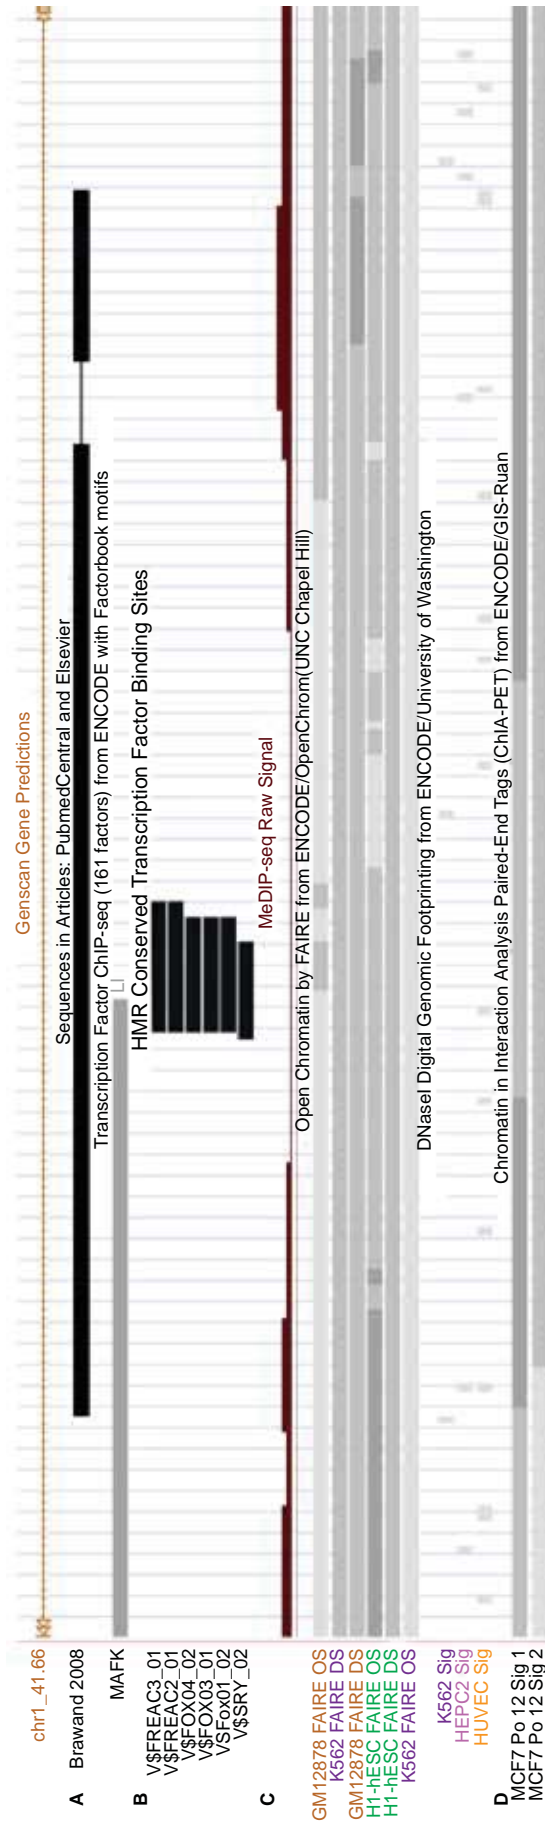 Genscan Gene Predictions
chr1_41.66
Sequences in Articles: PubmedCentral and Elsevier
A Brawand 2008
Transcription Factor ChIP-seq (161 factors) from ENCODE with Factorbook motifs
MAFK
LI
HMR Conserved Transcription Factor Binding Sites
B
V$FREAC3_01
V$FREAC2_01
V$FOX04_02
V$FOX03_01
VSFox01_02
V$SRY_02
MeDIP-seq Raw Signal
C
Open Chromatin by FAIRE from ENCODE/OpenChrom(UNC Chapel Hill)
GM12878 FAIRE OS
K562 FAIRE DS
GM12878 FAIRE DS
H1-hESC FAIRE OS
H1-hESC FAIRE DS
K562 FAIRE OS
DNaseI Digital Genomic Footprinting from ENCODE/University of Washington
K562 Sig
HEPC2 Sig
HUVEC Sig
Chromatin in Interaction Analysis Paired-End Tags (ChIA-PET) from ENCODE/GIS-Ruan
D
MCF7 Po 12 Sig 1
MCF7 Po 12 Sig 2